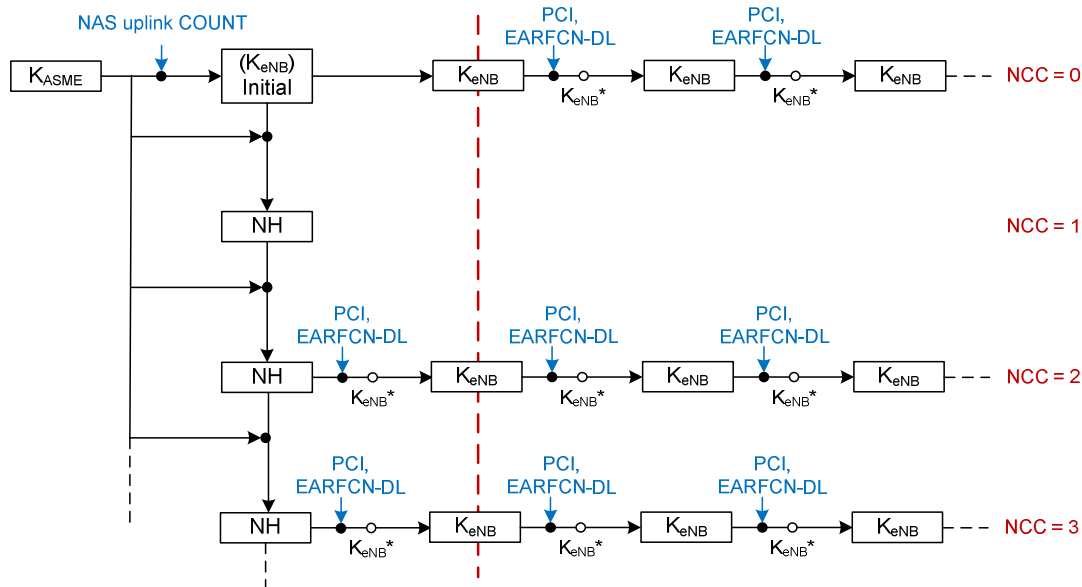 NAS uplink COUNT
PCI,
EARFCN-DL
PCI,
EARFCN-DL
KASME
(KeNB)
Initial
KeNB
KeNB*
KeNB
KeNB*
KeNB
NCC = 0
NH
NCC = 1
PCI,
EARFCN-DL
PCI,
EARFCN-DL
PCI,
EARFCN-DL
NH
KeNB*
KeNB
KeNB*
KeNB
KeNB*
KeNB
NCC = 2
PCI,
EARFCN-DL
PCI,
EARFCN-DL
PCI,
EARFCN-DL
NH
KeNB*
KeNB
KeNB*
KeNB
KeNB*
KeNB
NCC = 3